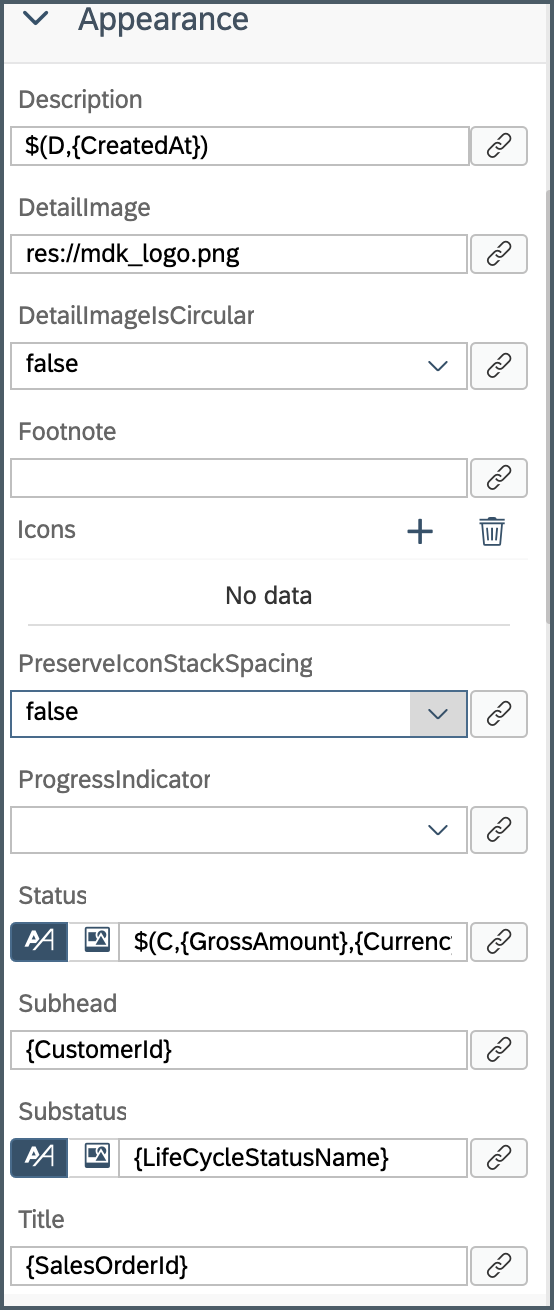 Appearance
Description
$(D,{CreatedAt})
DetailImage
res://mdk_logo.png
DetailImageIsCircular
false
Footnote
Icons
No data
PreserveIconStackSpacing
false
ProgressIndicator
Status
$(C,{GrossAmount},{Currenc
Subhead
{CustomerId}
Substatus
{LifeCycleStatusName}
Title
{SalesOrderId}